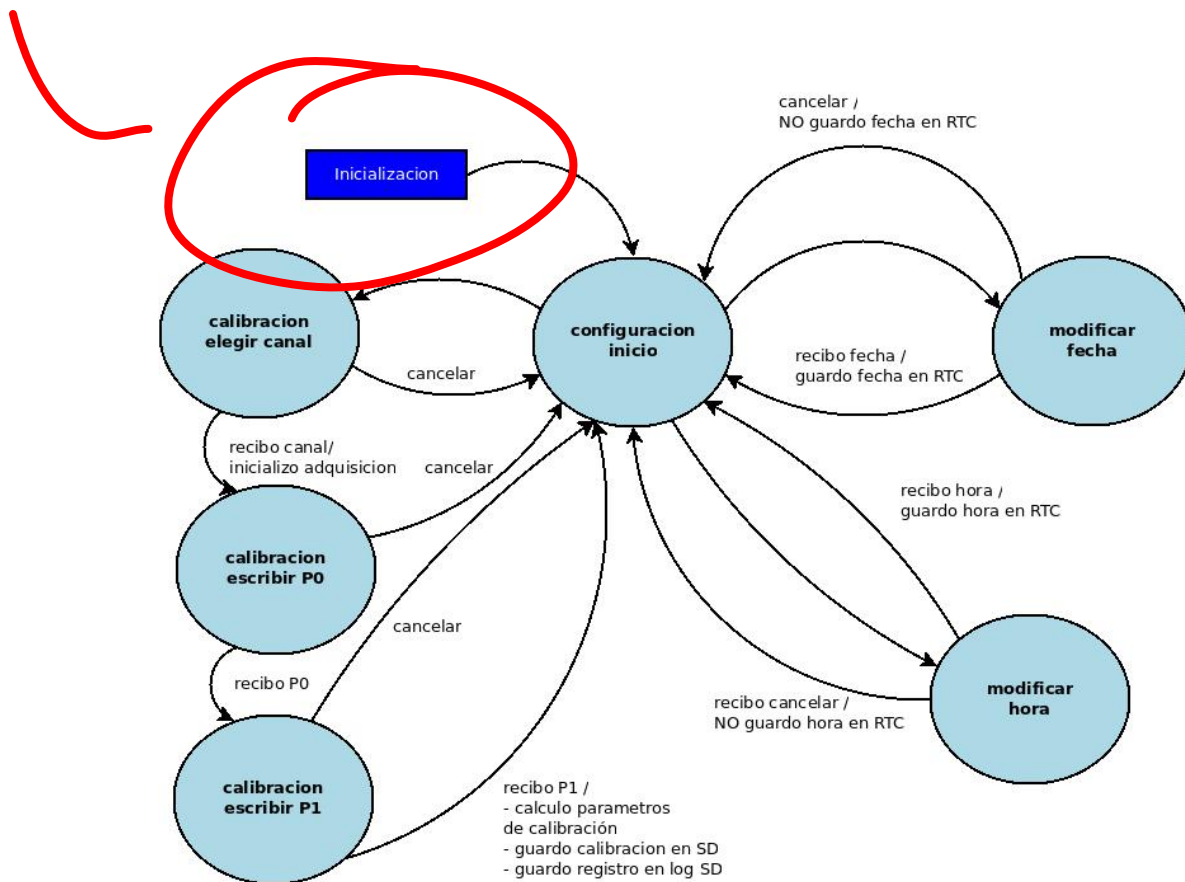 cancelar /
NO guardo fecha en RTC
Inicializacion
calibracion
elegir canal
configuracion
inicio
modificar
fecha
cancelar
recibo fecha /
guardo fecha en RTC
recibo canal/
inicializo adquisicion
cancelar
recibo hora /
guardo hora en RTC
calibracion
escribir P0
cancelar
recibo P0
recibo cancelar /
NO guardo hora en RTC
modificar
hora
calibracion
escribir P1
recibo P1 /
- calculo parametros
de calibración
- guardo calibracion en SD
- guardo registro en log SD